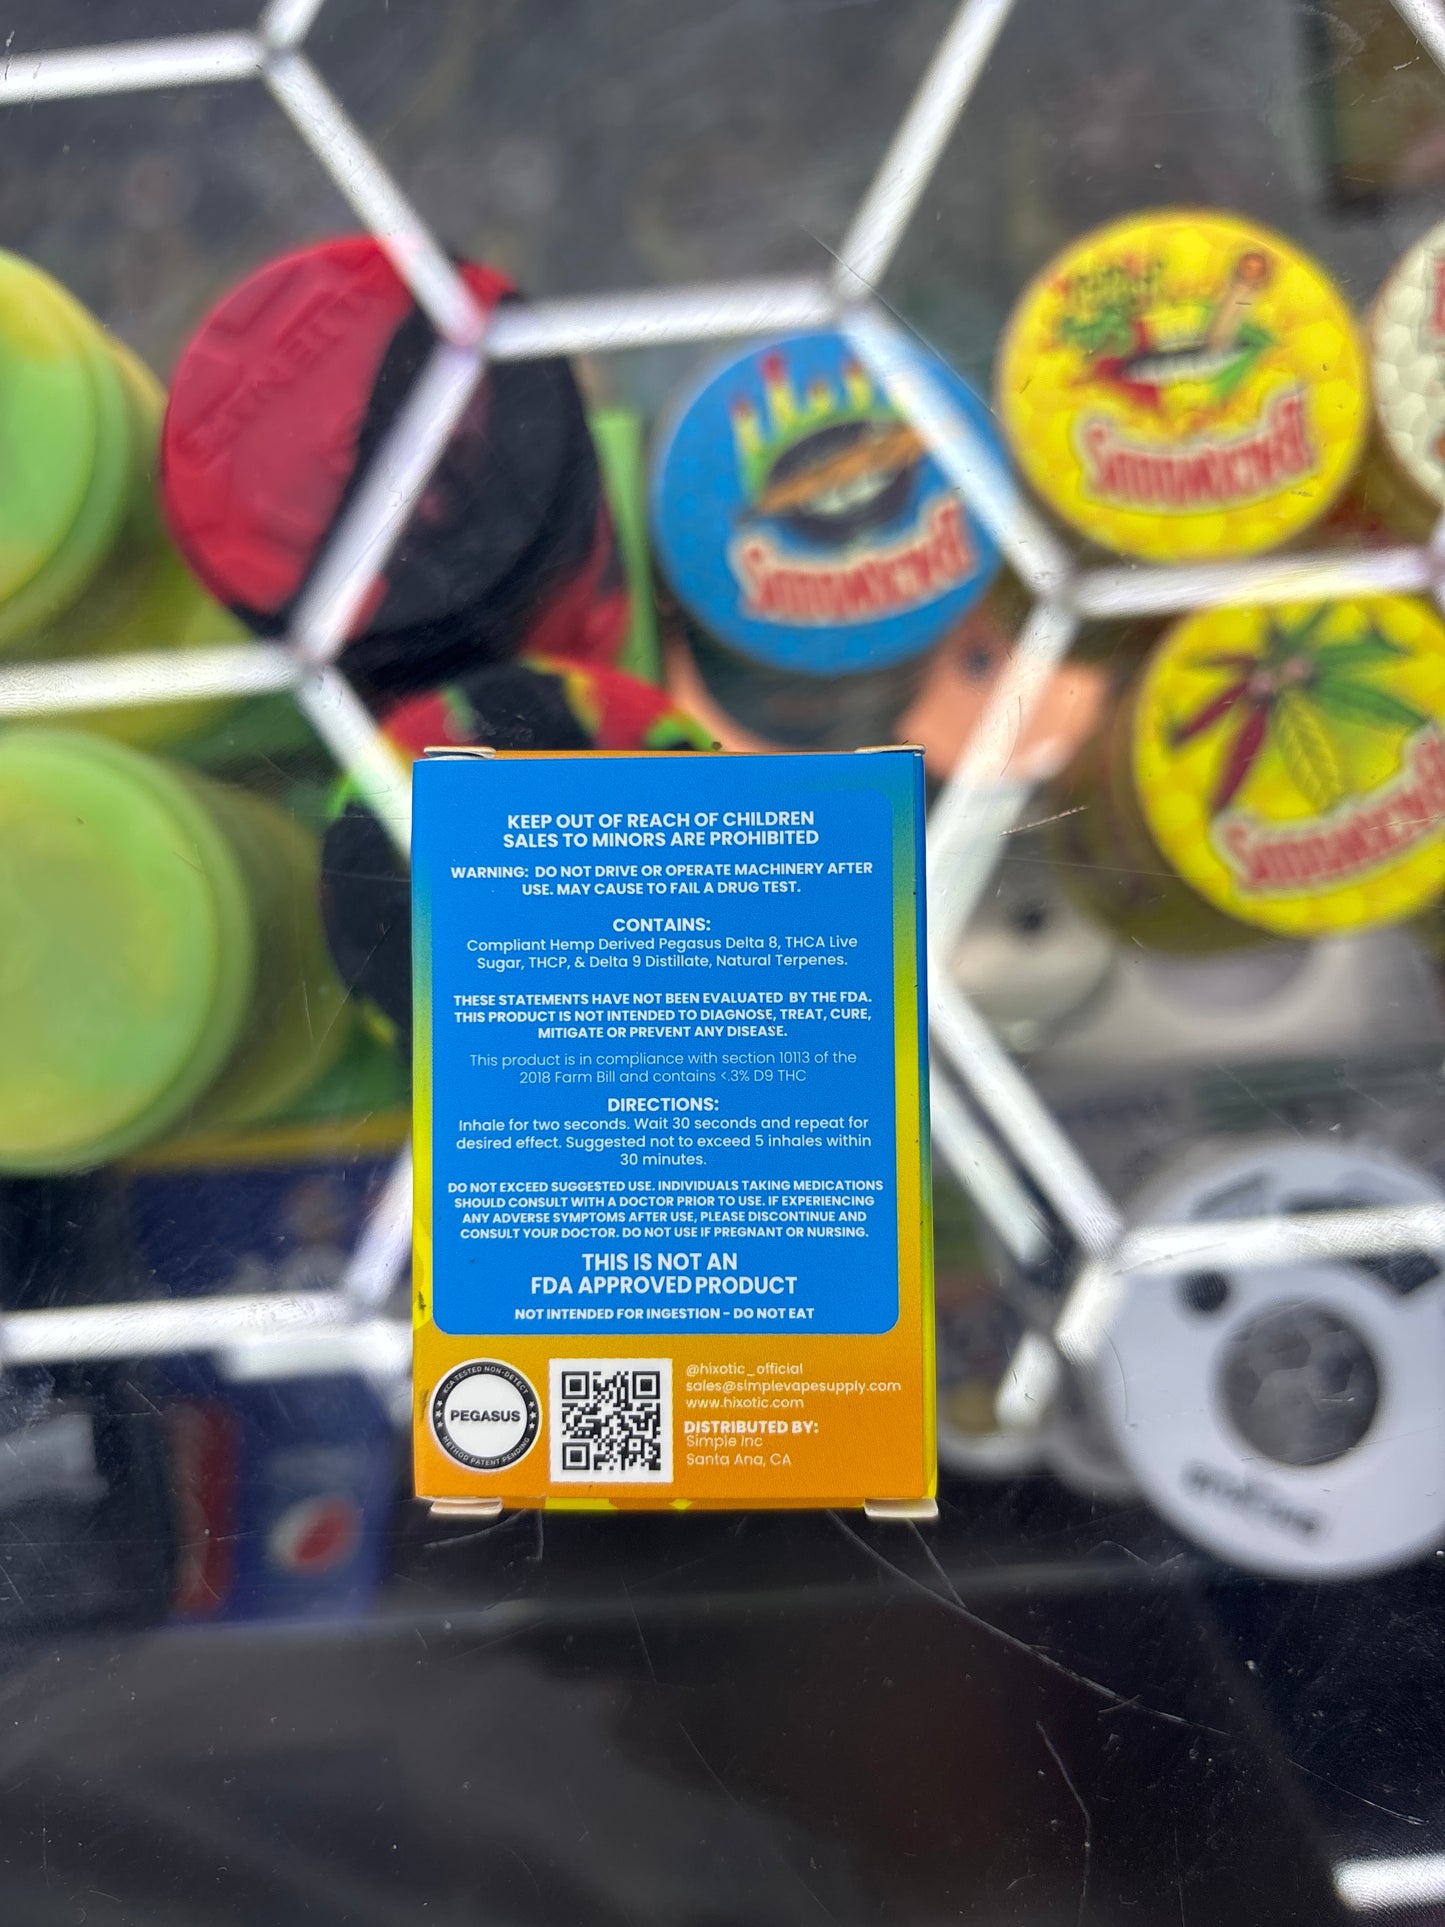 KEEP OUT OF REACH OF CHILDREN
SALES TO MINORS ARE PROHIBITED
WARNING: DO NOT DRIVE OR OPERATE MACHINERY AFTER
USE. MAY CAUSE TO FAIL A DRUG TEST.
CONTAINS:
Compliant Hemp Derived Pegasus Delta 8, THCA Live
Sugar, THCP, & Delta 9 Distillate, Natural Terpenes.
THESE STATEMENTS HAVE NOT BEEN EVALUATED BY THE FDA.
THIS PRODUCT IS NOT INTENDED TO DIAGNOSE, TREAT, CURE,
MITIGATE OR PREVENT ANY DISEASE.
This product is in compliance with section 10113 of the
2018 Farm Bill and contains <.3% D9 THC
DIRECTIONS:
Inhale for two seconds. Wait 30 seconds and repeat for
desired effect. Suggested not to exceed 5 inhales within
30 minutes.
DO NOT EXCEED SUGGESTED USE. INDIVIDUALS TAKING MEDICATIONS
SHOULD CONSULT WITH A DOCTOR PRIOR TO USE. IF EXPERIENCING
ANY ADVERSE SYMPTOMS AFTER USE, PLEASE DISCONTINUE AND
CONSULT YOUR DOCTOR. DO NOT USE IF PREGNANT OR NURSING.
THIS IS NOT AN
FDA APPROVED PRODUCT
NOT INTENDED FOR INGESTION - DO NOT EAT
KCA TESTED NON-DETECT
PEGASUS
METHOD PATENT PENDING
@hixotic_official
sales@simplevapesupply.com
www.hixotic.com
DISTRIBUTED BY:
Simple Inc
Santa Ana, CA